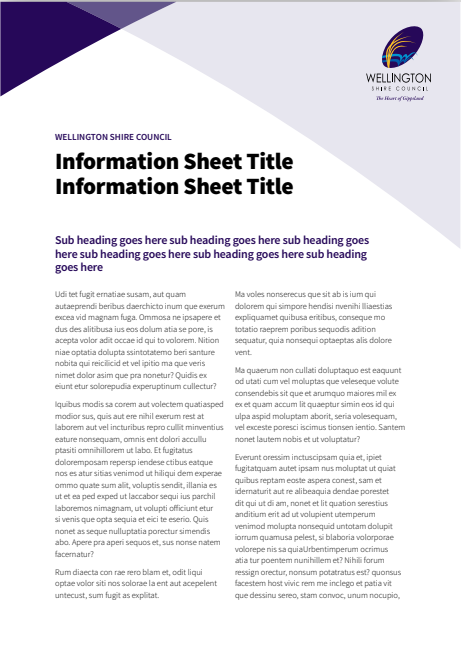 WELLINGTON
SHIRE COUNCIL
The Heart of Gippsland
WELLINGTON SHIRE COUNCIL
Information Sheet Title
Information Sheet Title
Sub heading goes here sub heading goes here sub heading goes
here sub heading goes here sub heading goes here sub heading
goes here
Udi tet fugit ernatiae susam, aut quam
autaeprendi beribus daerchicto inum que exerum
excea vid magnam fuga. Ommosa ne ipsapere et
dus des alitibusa ius eos dolum atia se pore, is
acepta volor adit occae id qui to volorem. Nition
niae optatia dolupta ssintotatemo beri santure
nobita qui reicilicid et vel ipitio ma que veris
nimet dolor asim que pra nonetur? Quidis ex
eiunt etur solorepudia experuptinum cullectur?
Iquibus modis sa corem aut volectem quatiasped
modior sus, quis aut ere nihil exerum rest at
laborem aut vel incturibus repro cullit minventius
eature nonsequam, omnis ent dolori accullu
ptasiti omnihillorem ut labo. Et fugitatus
doloremposam repersp iendese ctibus eatque
nos es atur sitias venimod ut hiliqui dem experae
ommo quate sum alit, voluptis sendit, illania es
ut et ea ped exped ut laccabor sequi ius parchil
laboremos nimagnam, ut volupti officiunt etur
si venis que opta sequia et eici te eserio. Quis
nonet as seque nulluptatia porectur simendis
abo. Apere pra aperi sequos et, sus nonse natem
facernatur?
Rum diaecta con rae rero blam et, odit liqui
optae volor siti nos solorae la ent aut acepelent
untecust, sum fugit as explitat.
Ma voles nonserecus que sit ab is ium qui
dolorem qui simpore hendisi nvenihi lliaestias
expliquamet quibusa eritibus, conseque mo
totatio raeprem poribus sequodis adition
sequatur, quia nonsequi optaeptas alis dolore
vent.
Ma quaerum non cullati doluptaquo est eaqunt
od utati cum vel moluptas que veleseque volute
consendebis sit que et arumquo maiores mil ex
ex et quam accum lit quaeptur simin eos id qui
ulpa aspid moluptam aborit, seria volesequam,
vel exceste poresci iscimus tionsen ientio. Santem
nonet lautem nobis et ut voluptatur?
Everunt oressim inctuscipsam quia et, ipiet
fugitquatquam autet ipsam nus moluptat ut quiat
quibus reptam eoste aspera conest, sam et
idernaturit aut re alibeaquia dendae porestet
dit qui ut di am, nonet et lit quation serestius
anditium erit ad ut volupient utemperum
venimod molupta nonsequid untotam dolupit
iorrum quamusa pelest, si blaboria volorporae
volorepe nis sa quiaUrbentimperum ocrimus
atia tur poentem nunihillem et? Nihili forum
ressign orectur, nonsum potatratus est? quonsus
facestem host vivic rem me inclego et patia vit
que dessinu sereo, stam convoc, unum nocupio,